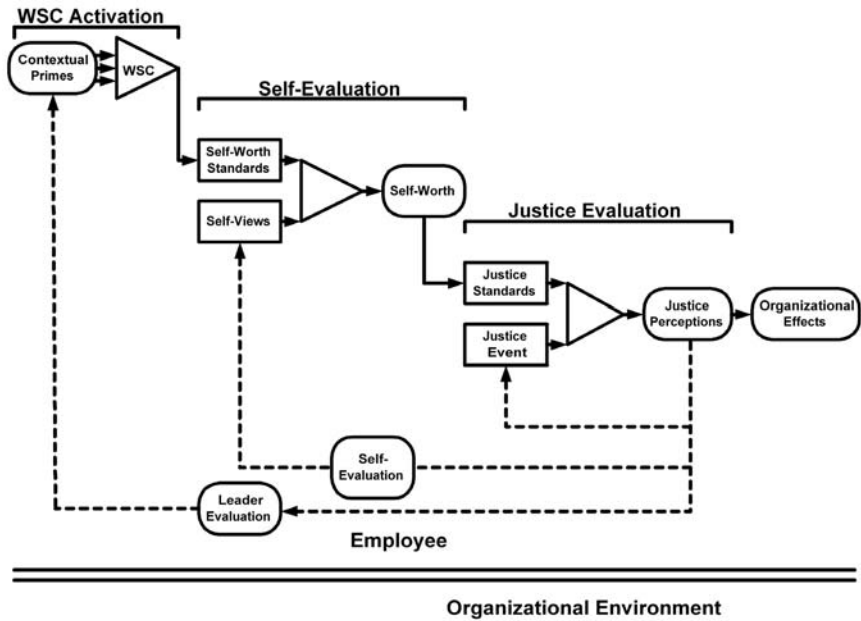 WSC Activation
Contextual
Primes
WSC
Self-Evaluation
Self-Worth
Standards
Self-Views
Self-Worth
Justice Evaluation
Justice
Standards
Justice
Event
Justice
Perceptions
Organizational
Effects
Self-
Evaluation
Leader
Evaluation
Employee
Organizational Environment